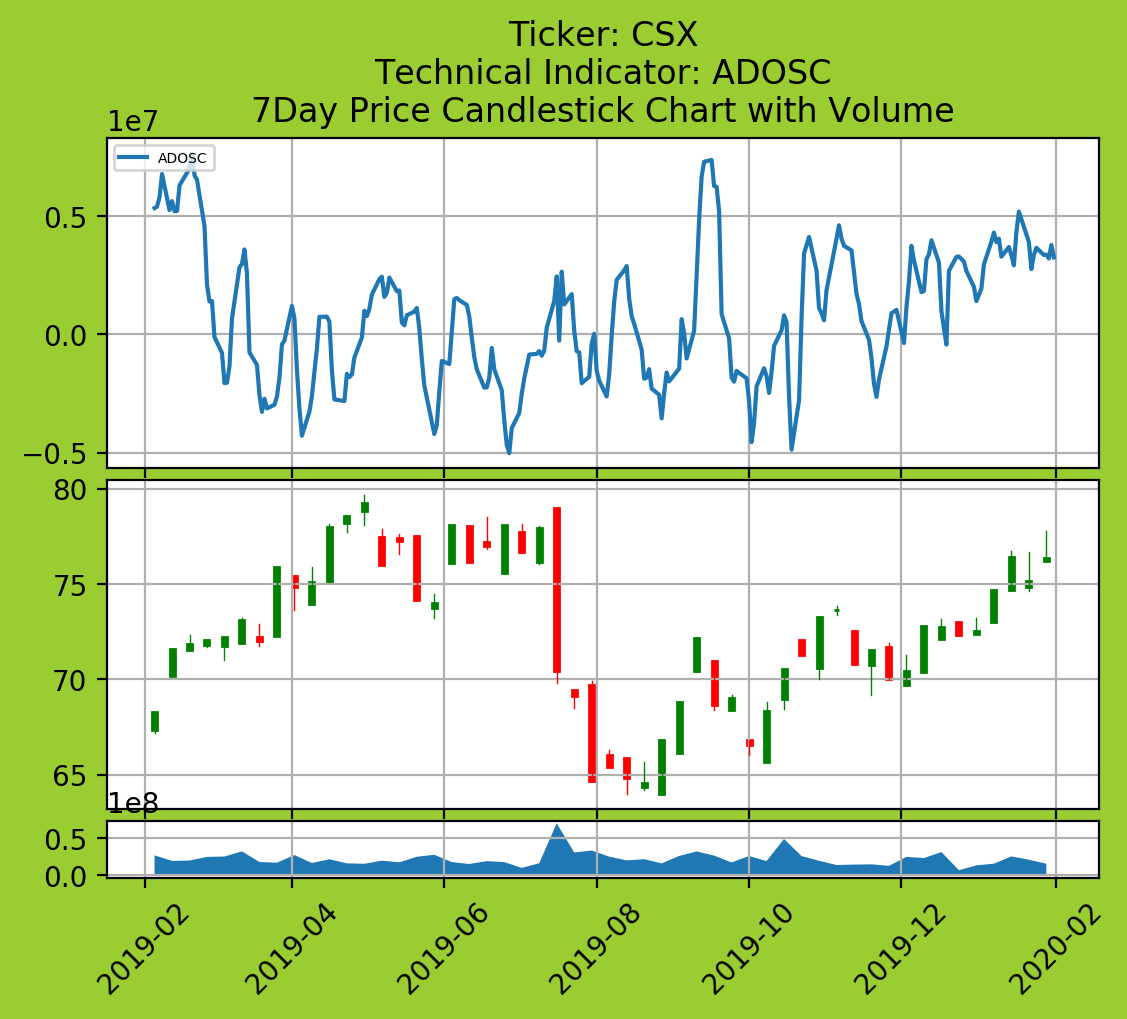 Ticker: CSX
Technical Indicator: ADOSC
7Day Price Candlestick Chart with Volume
1e7
ADOSC
0.5
0.0
−0.5
80
75
70
65
1e8
0.5
0.0
2019-02
2019-04
2019-06
2019-08
2019-10
2019-12
2020-02